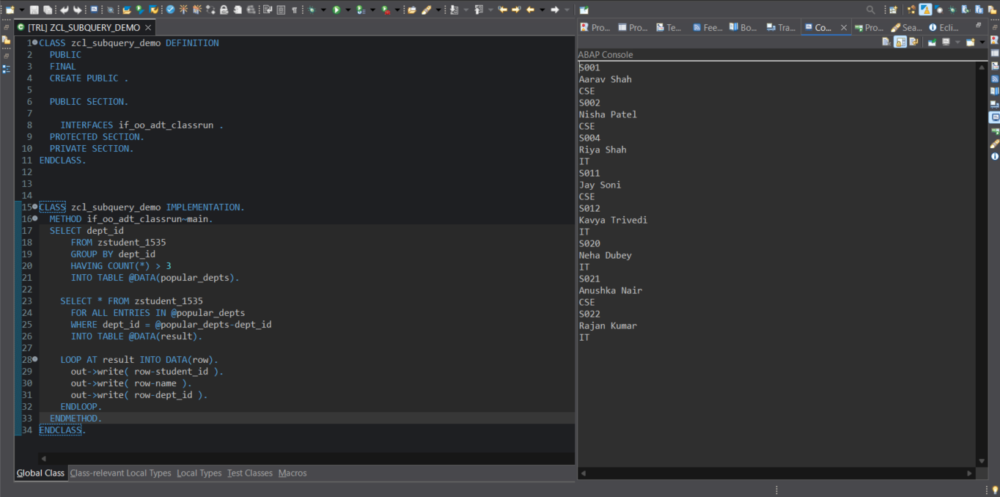 [TRL] ZCL_SUBQUERY_DEMO
1 CLASS zcl_subquery_demo DEFINITION
2 PUBLIC
3 FINAL
4 CREATE PUBLIC .
5
6 PUBLIC SECTION.
7
8 INTERFACES if_oo_adt_classrun .
9 PROTECTED SECTION.
10 PRIVATE SECTION.
11 ENDCLASS.
12
13
14
15 CLASS zcl_subquery_demo IMPLEMENTATION.
16 METHOD if_oo_adt_classrun~main.
17 SELECT dept_id
18 FROM zstudent_1535
19 GROUP BY dept_id
20 HAVING COUNT(*) > 3
21 INTO TABLE @DATA(popular_depts).
22
23 SELECT * FROM zstudent_1535
24 FOR ALL ENTRIES IN @popular_depts
25 WHERE dept_id = @popular_depts-dept_id
26 INTO TABLE @DATA(result).
27
28 LOOP AT result INTO DATA(row).
29 out->write( row-student_id ).
30 out->write( row-name ).
31 out->write( row-dept_id ).
32 ENDLOOP.
33 ENDMETHOD.
34 ENDCLASS.
Global Class Class-relevant Local Types Local Types Test Classes Macros
Pro... Pro... Te... Fee... Bo... Tra... Co... Pro... Sea... Ecli...
ABAP Console
S001
Aarav Shah
CSE
S002
Nisha Patel
CSE
S004
Riya Shah
IT
S011
Jay Soni
CSE
S012
Kavya Trivedi
IT
S020
Neha Dubey
IT
S021
Anushka Nair
CSE
S022
Rajan Kumar
IT